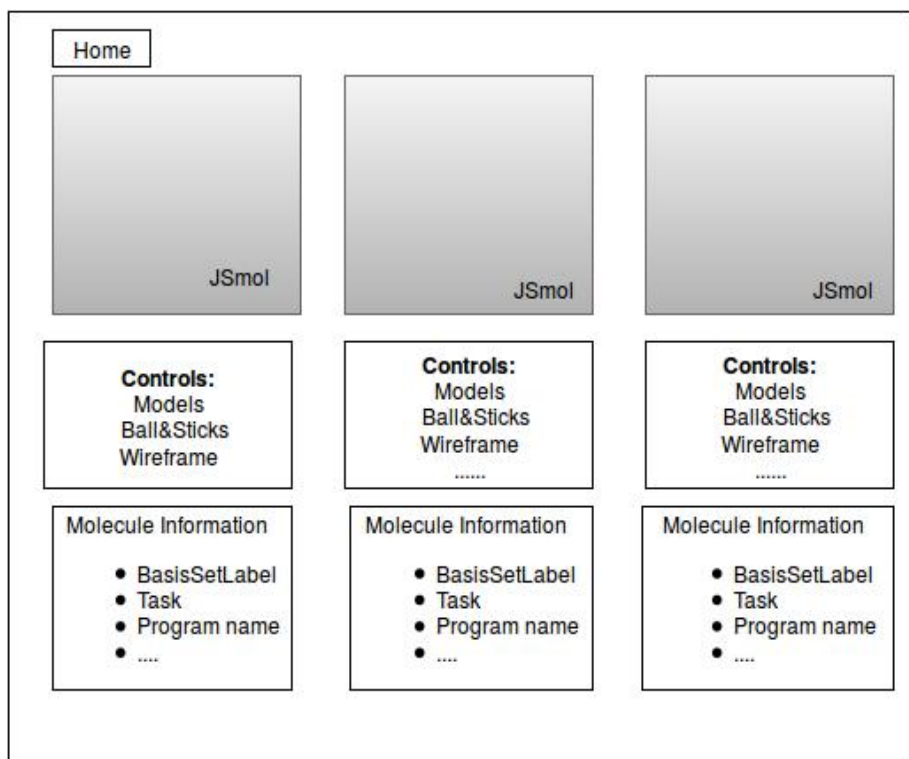 Home
JSmol
JSmol
JSmol
Controls:
Models
Ball&Sticks
Wireframe
Controls:
Models
Ball&Sticks
Wireframe
......
Controls:
Models
Ball&Sticks
Wireframe
......
Molecule Information
● BasisSetLabel
● Task
● Program name
● ....
Molecule Information
● BasisSetLabel
● Task
● Program name
● ....
Molecule Information
● BasisSetLabel
● Task
● Program name
● ....